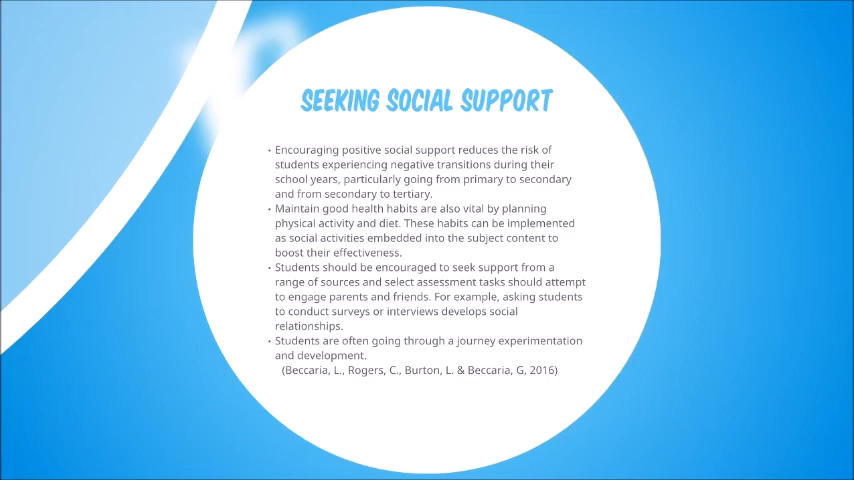 SEEKING SOCIAL SUPPORT
• Encouraging positive social support reduces the risk of
students experiencing negative transitions during their
school years, particularly going from primary to secondary
and from secondary to tertiary.
• Maintain good health habits are also vital by planning
physical activity and diet. These habits can be implemented
as social activities embedded into the subject content to
boost their effectiveness.
• Students should be encouraged to seek support from a
range of sources and select assessment tasks should attempt
to engage parents and friends. For example, asking students
to conduct surveys or interviews develops social
relationships.
• Students are often going through a journey experimentation
and development.
(Beccaria, L., Rogers, C., Burton, L. & Beccaria, G, 2016)